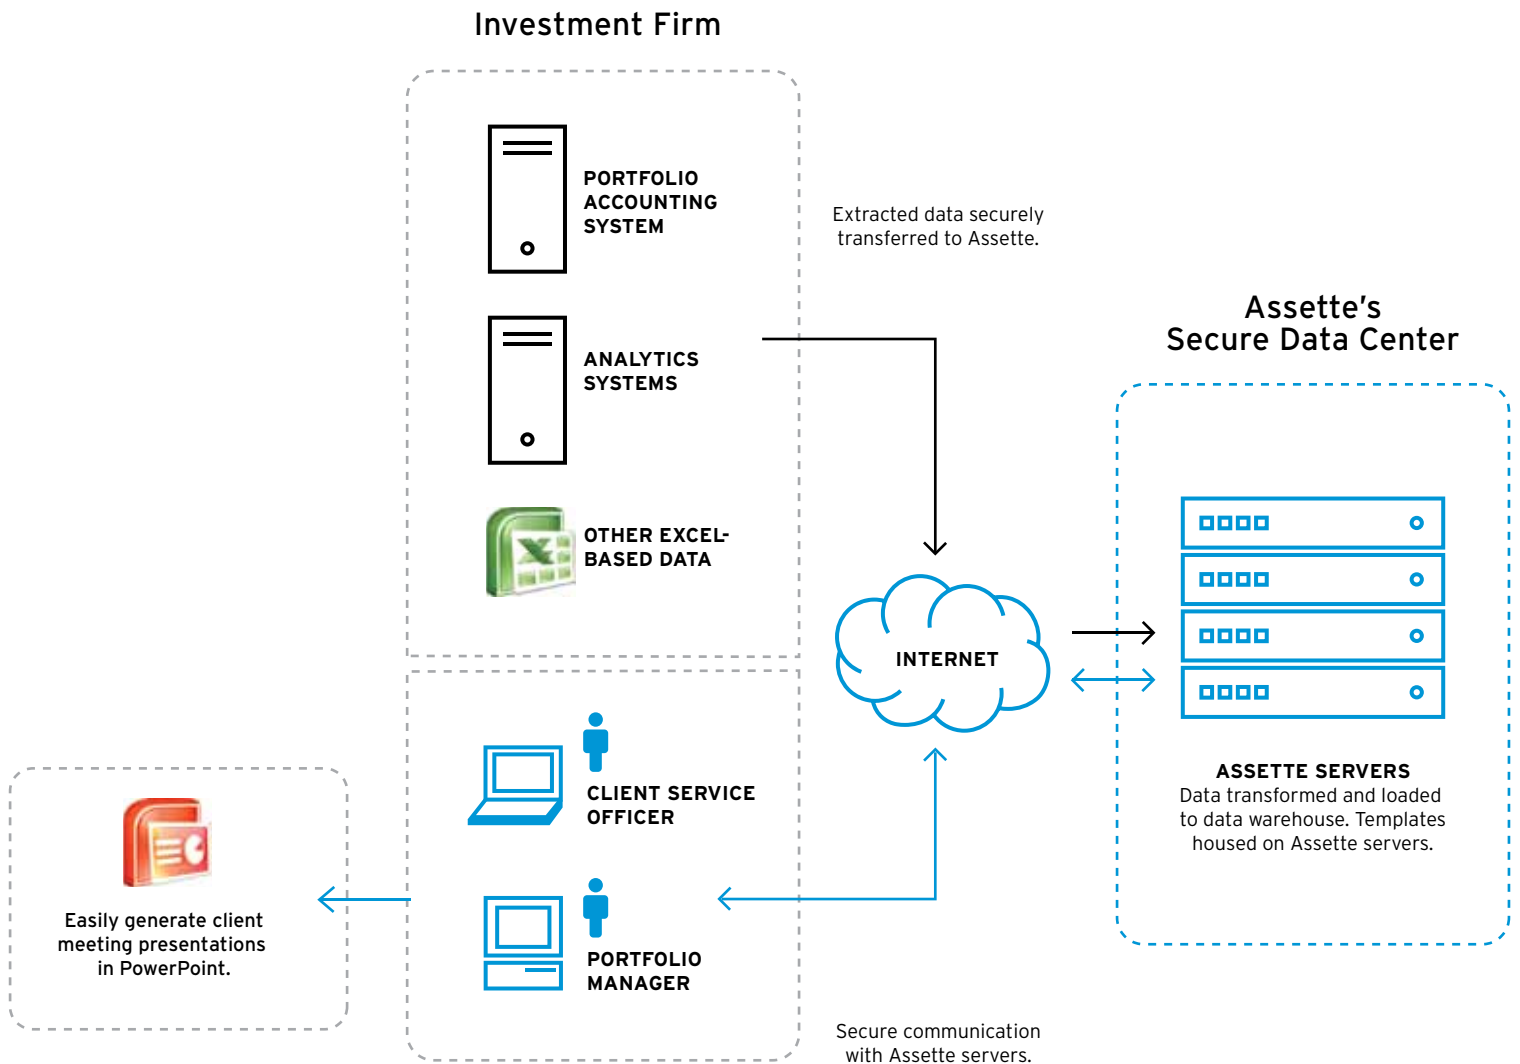 Investment Firm
PORTFOLIO
ACCOUNTING
SYSTEM
Extracted data securely
transferred to Assette.
ANALYTICS
SYSTEMS
OTHER EXCEL-
BASED DATA
Assette's
Secure Data Center
INTERNET
ASSETTE SERVERS
Data transformed and loaded
to data warehouse. Templates
housed on Assette servers.
CLIENT SERVICE
OFFICER
PORTFOLIO
MANAGER
Easily generate client
meeting presentations
in PowerPoint.
Secure communication
with Assette servers.